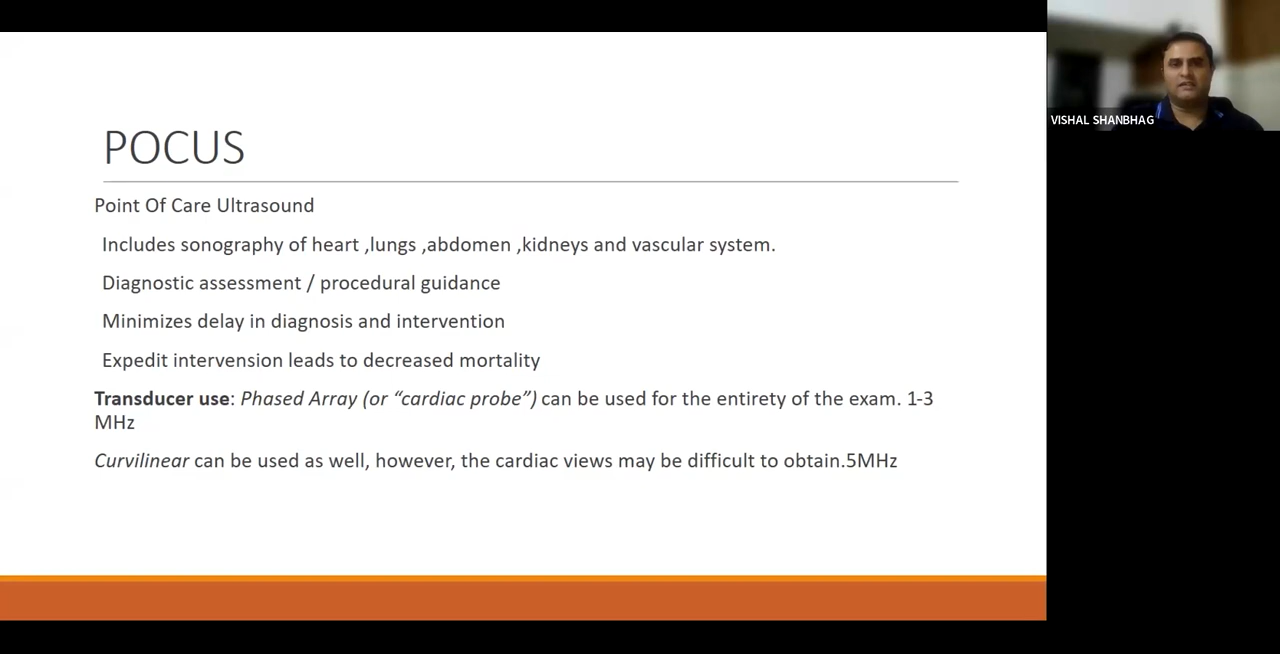 POCUS
Point Of Care Ultrasound
Includes sonography of heart ,lungs ,abdomen ,kidneys and vascular system.
Diagnostic assessment / procedural guidance
Minimizes delay in diagnosis and intervention
Expedit intervension leads to decreased mortality
Transducer use: Phased Array (or “cardiac probe”) can be used for the entirety of the exam. 1-3
MHz
Curvilinear can be used as well, however, the cardiac views may be difficult to obtain.5MHz
VISHAL SHANBHAG